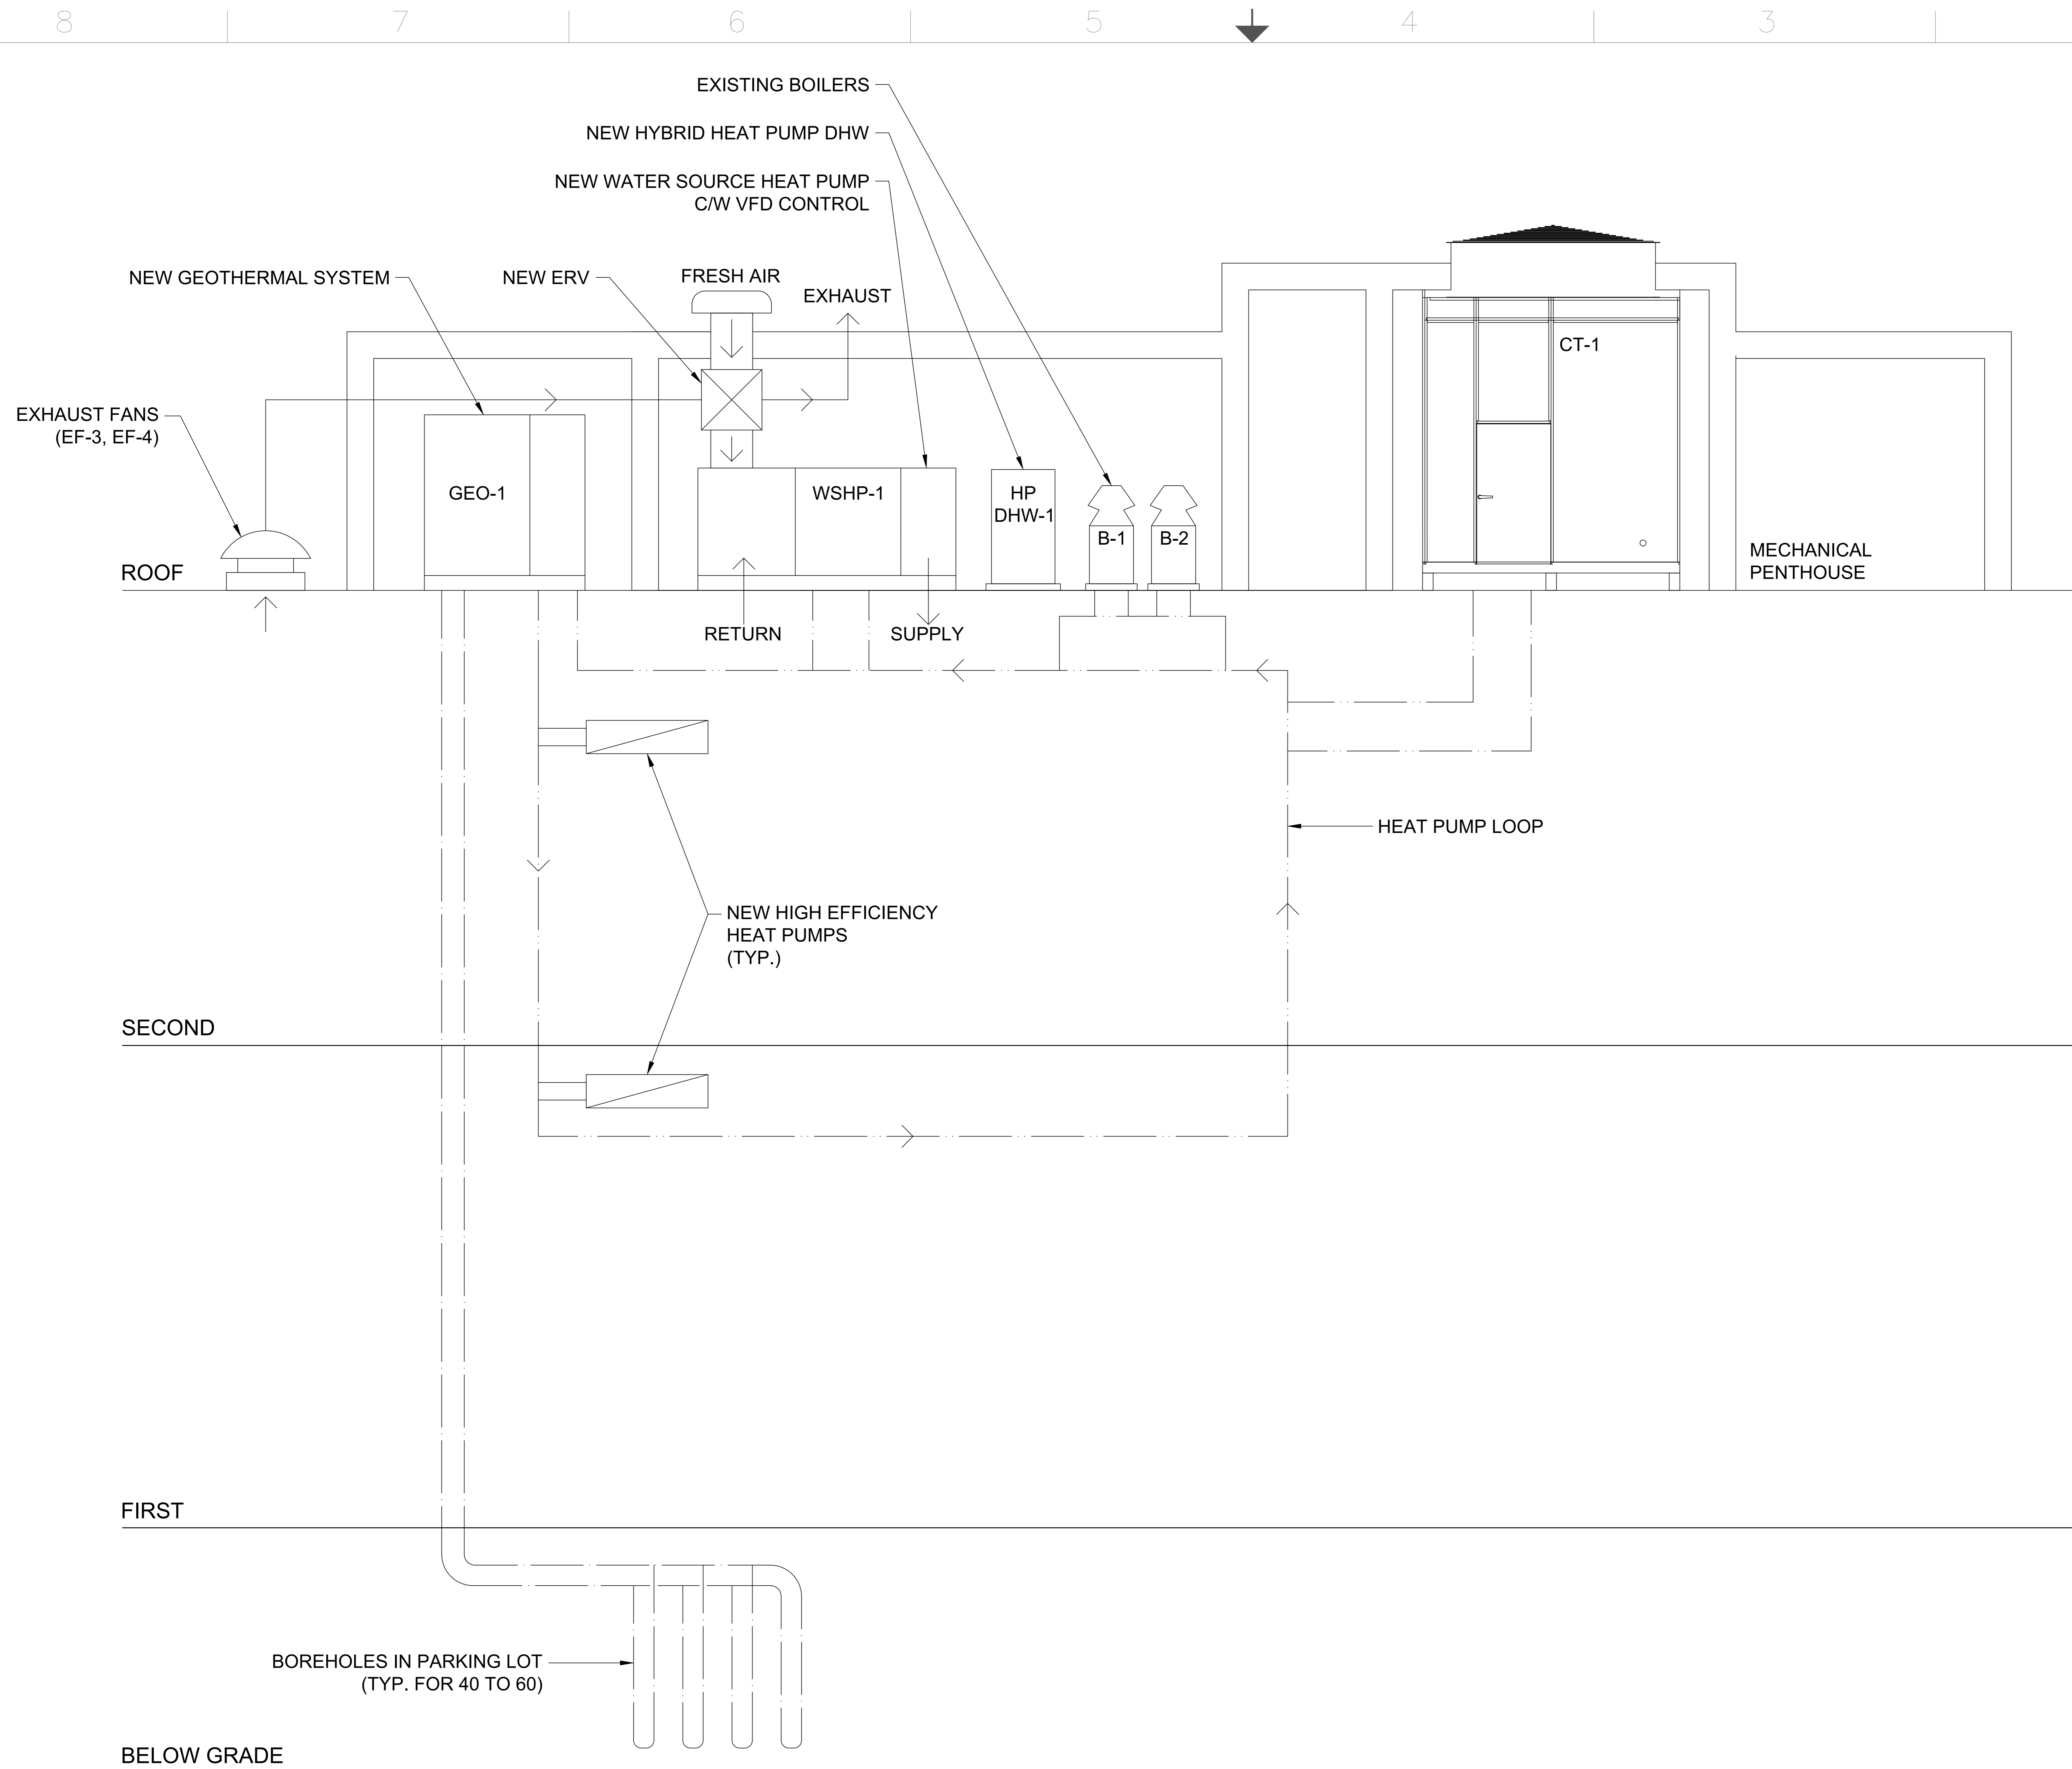 8 7 6 5 4 3
EXISTING BOILERS
NEW HYBRID HEAT PUMP DHW
NEW WATER SOURCE HEAT PUMP
C/W VFD CONTROL
NEW GEOTHERMAL SYSTEM
NEW ERV
FRESH AIR
EXHAUST
CT-1
EXHAUST FANS
(EF-3, EF-4)
GEO-1
WSHP-1
HP
DHW-1
B-1
B-2
MECHANICAL
PENTHOUSE
ROOF
RETURN
SUPPLY
HEAT PUMP LOOP
NEW HIGH EFFICIENCY
HEAT PUMPS
(TYP.)
SECOND
FIRST
BOREHOLES IN PARKING LOT
(TYP. FOR 40 TO 60)
BELOW GRADE